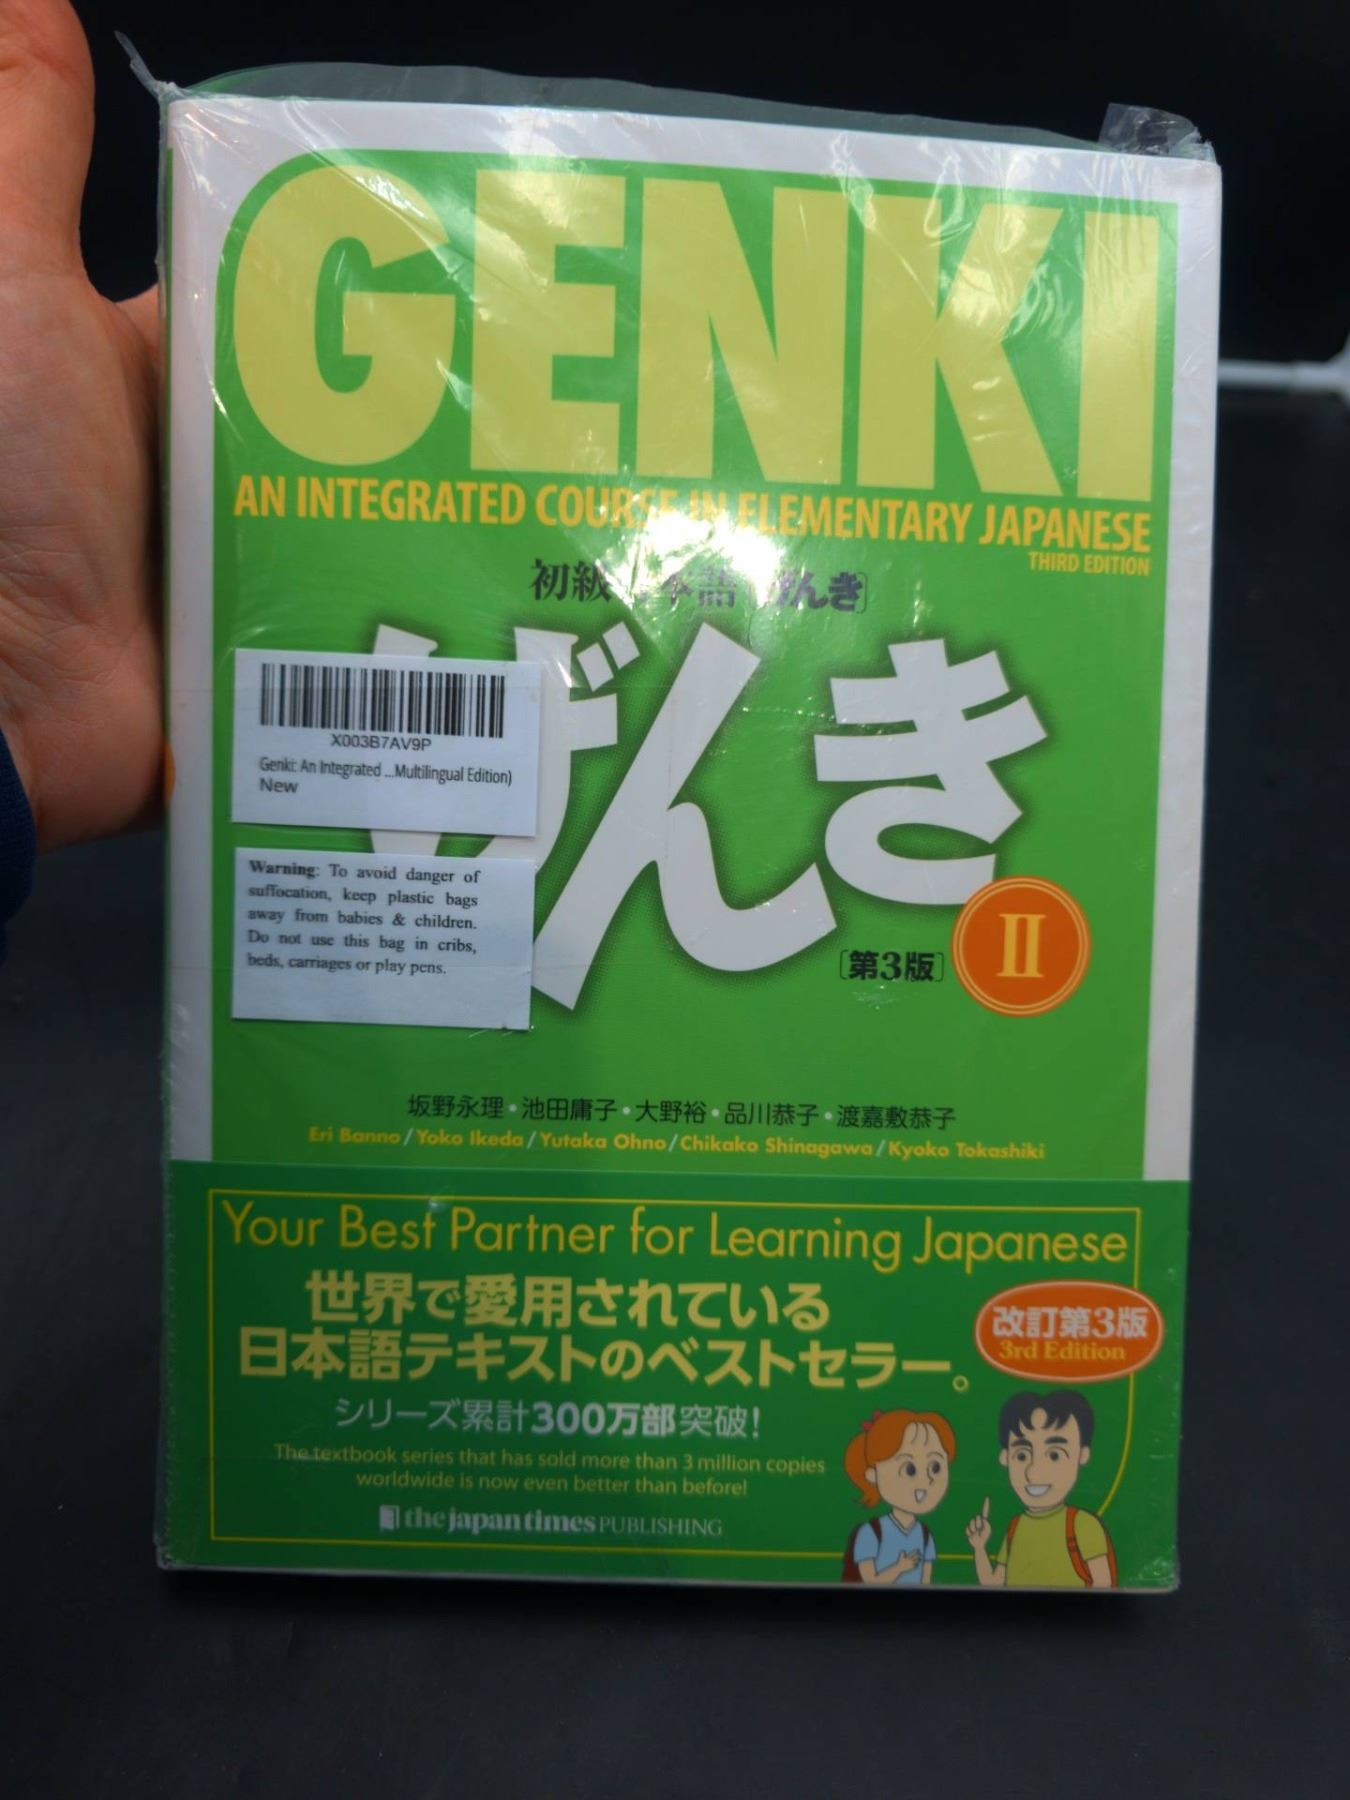 GENKI
AN INTEGRATED COURSE IN ELEMENTARY JAPANESE
THIRD EDITION
初級日本語[げんき]
げんき
X003B7AV9P
Genki: An Integrated ...Multilingual Edition)
New
Warning: To avoid danger of
suffocation, keep plastic bags
away from babies & children.
Do not use this bag in cribs,
beds, carriages or play pens.
[第3版]
II
坂野永理・池田庸子・大野裕・品川恭子・渡嘉敷恭子
Eri Banno/Yoko Ikeda/Yutaka Ohno/Chikako Shinagawa/Kyoko Tokashiki
Your Best Partner for Learning Japanese
世界で愛用されている
日本語テキストのベストセラー。
改訂第3版
3rd Edition
シリーズ累計300万部突破!
The textbook series that has sold more than 3 million copies
worldwide is now even better than before!
the japan times PUBLISHING